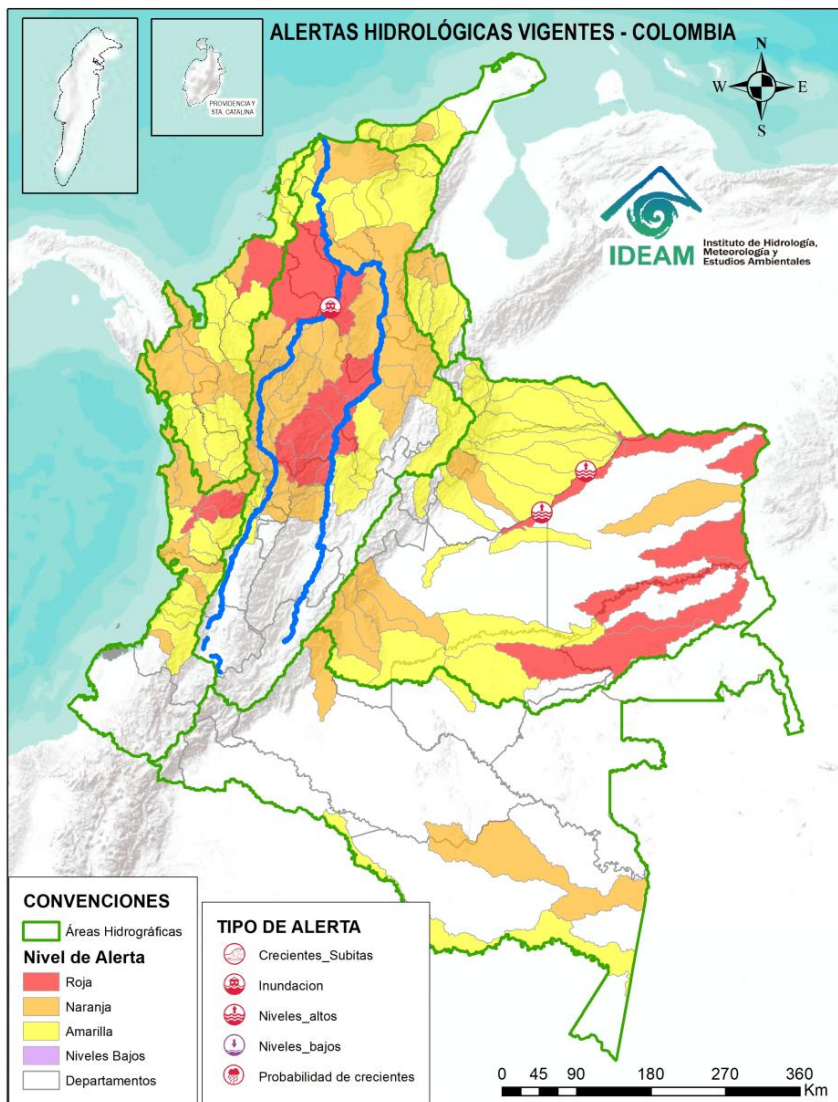 ALERTAS HIDROLÓGICAS VIGENTES - COLOMBIA
PROVIDENCIA Y
STA. CATALINA
N
W
E
S
IDEAM
Instituto de Hidrología,
Meteorología y
Estudios Ambientales
CONVENCIONES
Áreas Hidrográficas
Nivel de Alerta
Roja
Naranja
Amarilla
Niveles Bajos
Departamentos
TIPO DE ALERTA
Crecientes_Subitas
Inundacion
Niveles_altos
Niveles_bajos
Probabilidad de crecientes
0 45 90 180 270 360
Km